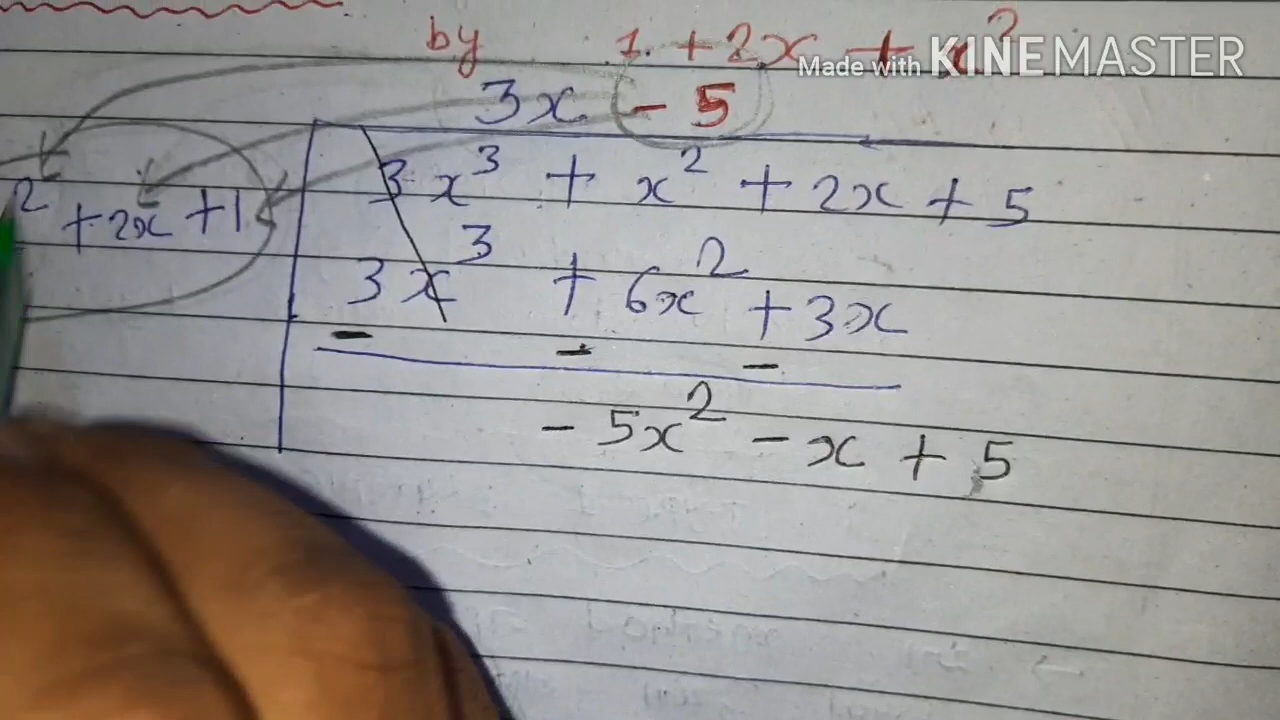 by 1. + 2x + x²
Made with KINEMASTER
3x - 5
² + 2x + 1
3x³ + x² + 2x + 5
3x³ + 6x² + 3x
- - -
- 5x² - x + 5